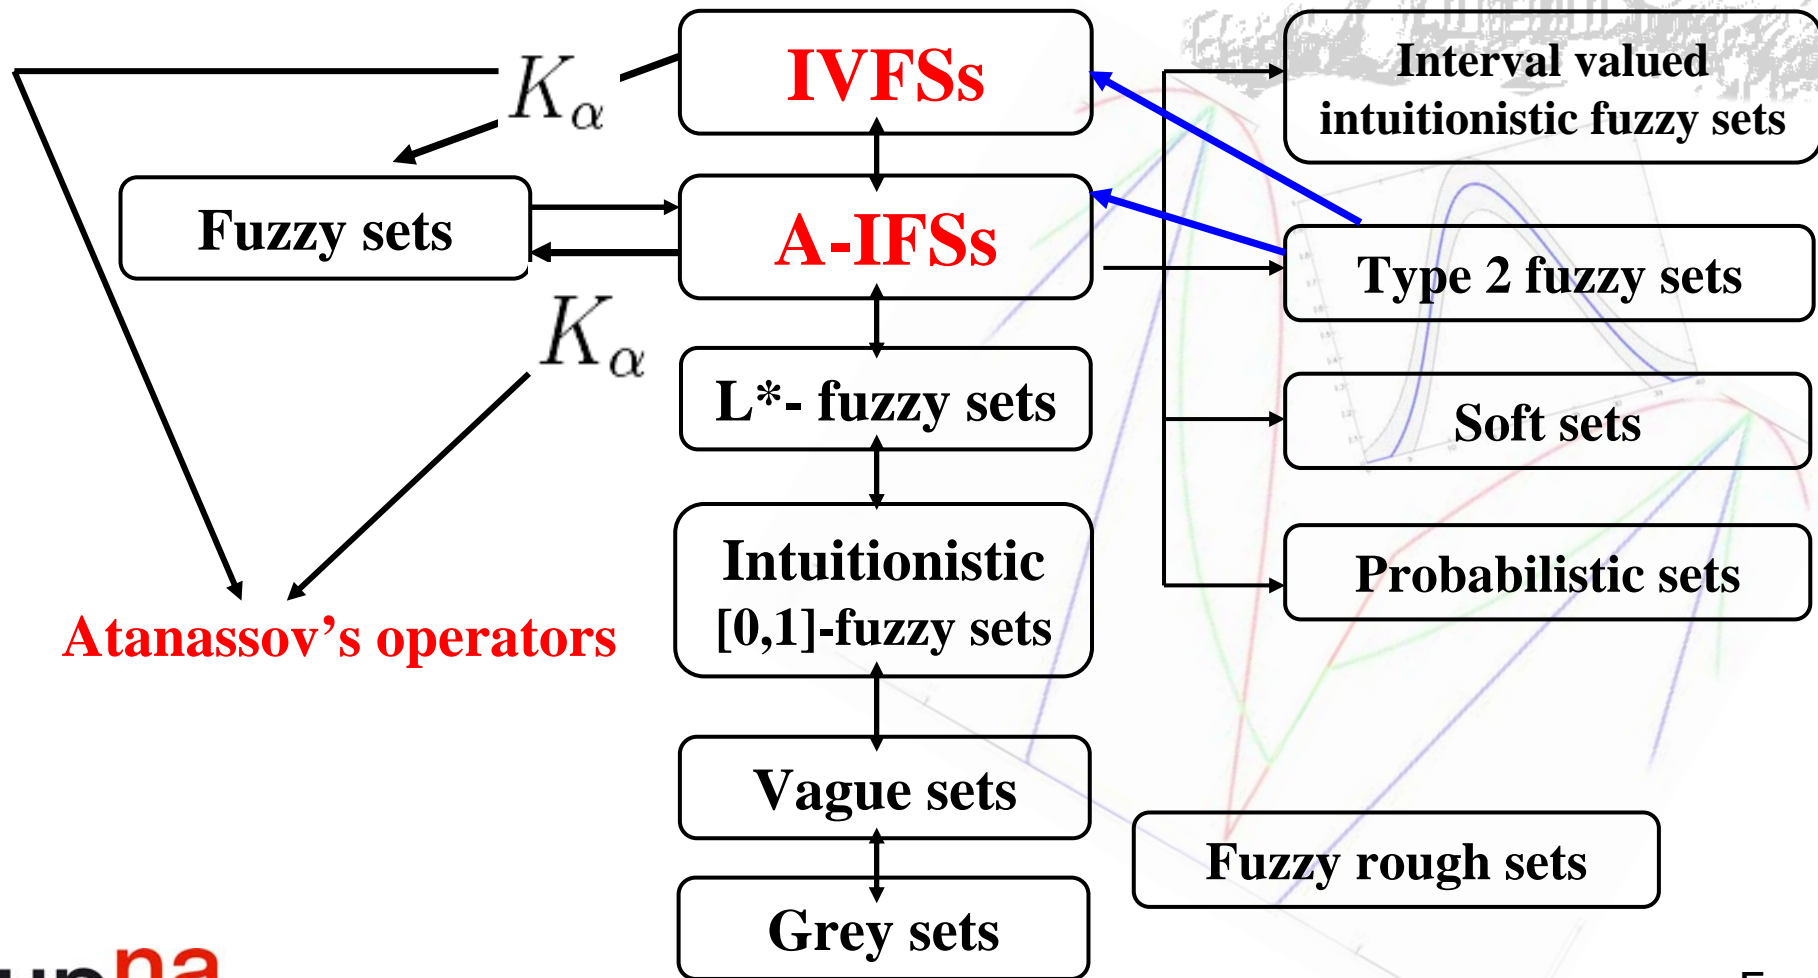 IVFSs
Interval valued
intuitionistic fuzzy sets
Kα
Fuzzy sets
A-IFSs
Type 2 fuzzy sets
Kα
L*- fuzzy sets
Soft sets
Intuitionistic
[0,1]-fuzzy sets
Probabilistic sets
Atanassov’s operators
Vague sets
Fuzzy rough sets
Grey sets